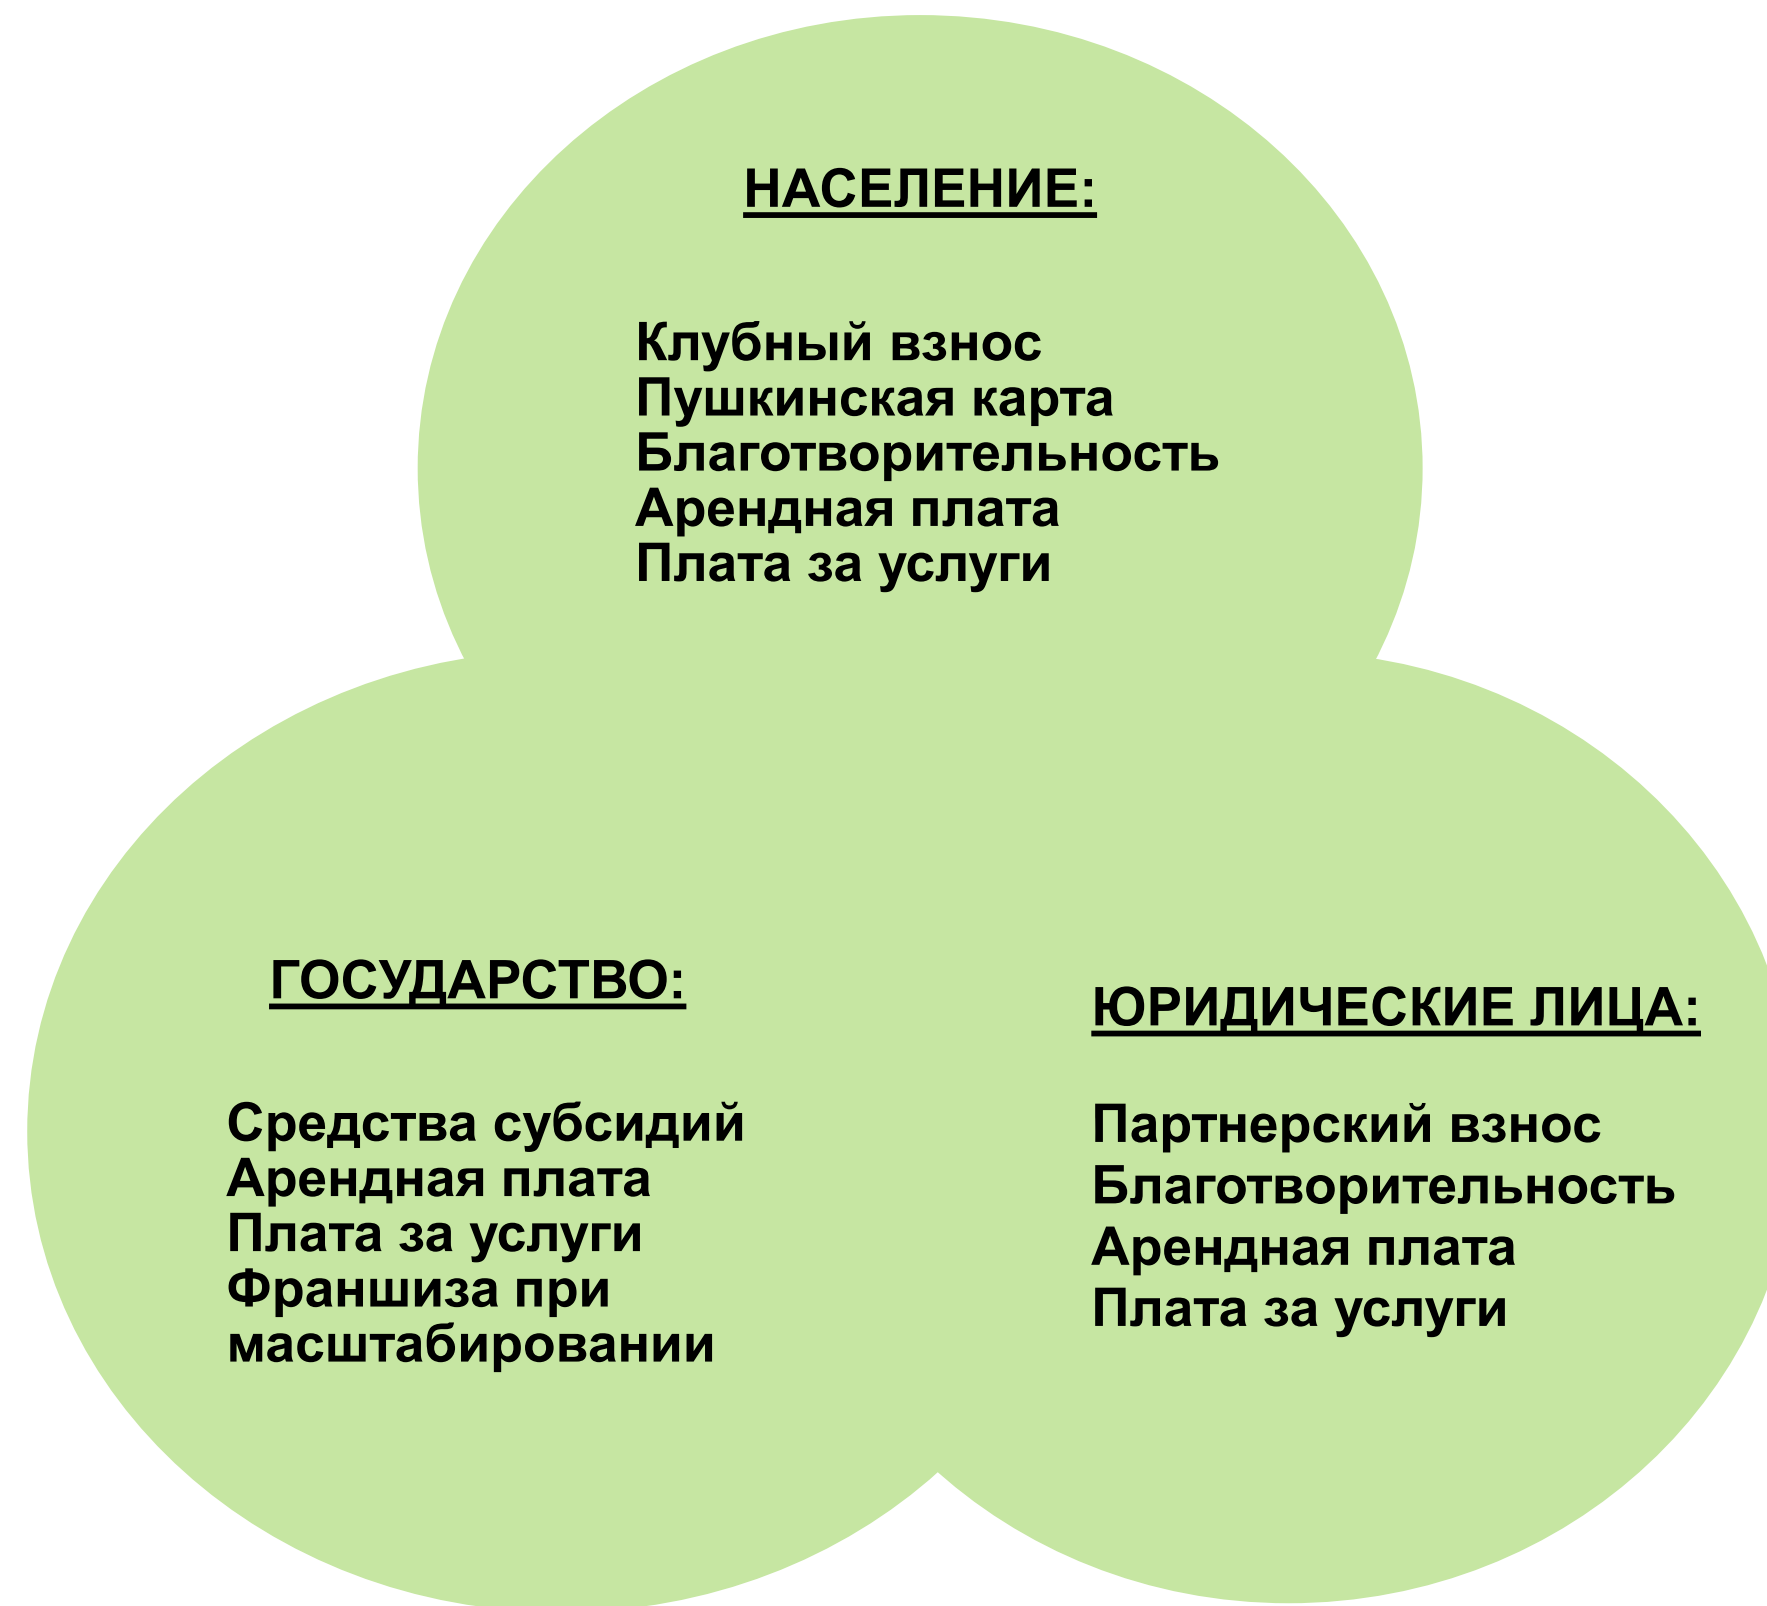 НАСЕЛЕНИЕ:
Клубный взнос
Пушкинская карта
Благотворительность
Арендная плата
Плата за услуги
ГОСУДАРСТВО:
Средства субсидий
Арендная плата
Плата за услуги
Франшиза при
масштабировании
ЮРИДИЧЕСКИЕ ЛИЦА:
Партнерский взнос
Благотворительность
Арендная плата
Плата за услуги